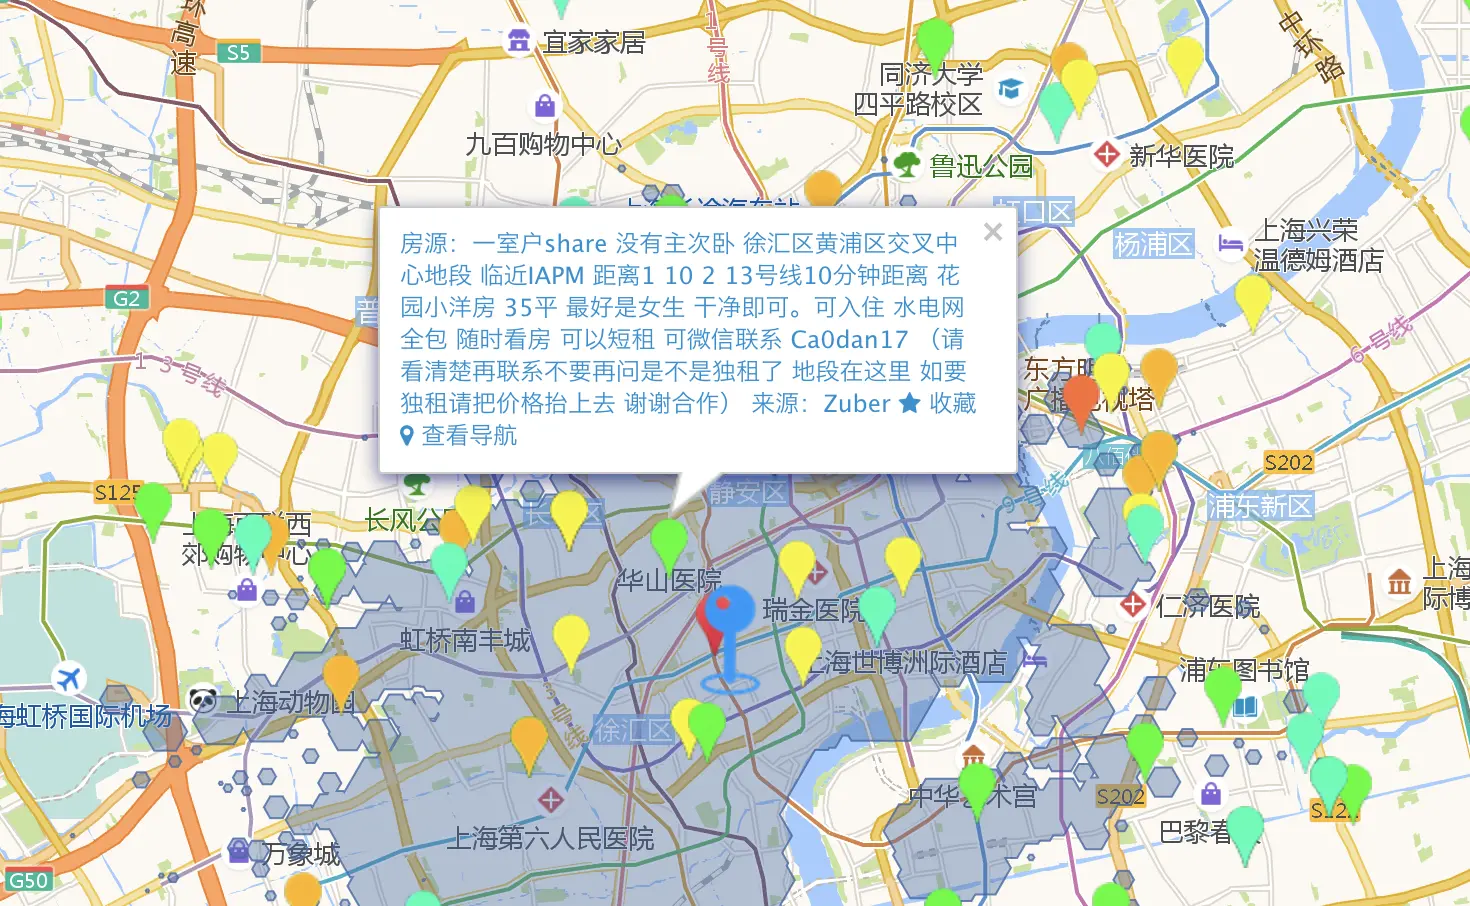 环
高
速
S5
宜家家居
1号线
中环路
同济大学
四平路校区
九百购物中心
新华医院
鲁迅公园
虹口区
杨浦区
上海兴荣
温德姆酒店
G2
普
房源：一室户share 没有主次卧 徐汇区黄浦区交叉中
心地段 临近IAPM 距离1 10 2 13号线10分钟距离 花
园小洋房 35平 最好是女生 干净即可。可入住 水电网
全包 随时看房 可以短租 可微信联系 Ca0dan17 （请
看清楚再联系不要再问是不是独租了 地段在这里 如要
独租请把价格抬上去 谢谢合作） 来源：Zuber ★ 收藏
查看导航
×
13号线
6号线
东方明
广播电视塔
S202
S125
9号线
浦东新区
静安区
长风公
长
区
西
郊购物中心
华山医院
瑞金医院
仁济医院
上海
际博
虹桥南丰城
上海世博洲际酒店
浦东图书馆
上海动物园
海虹桥国际机场
徐汇区
中华艺术宫
S202
S122
巴黎春
上海第六人民医院
万象城
G50